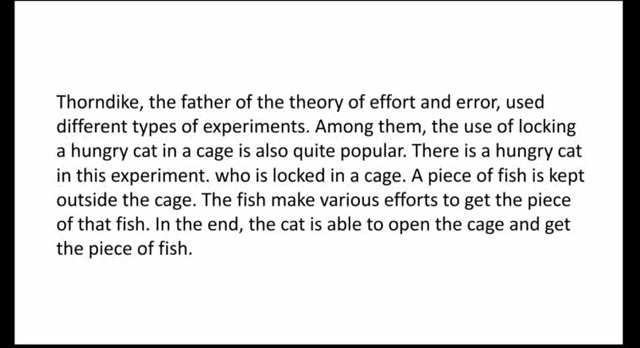 Thorndike, the father of the theory of effort and error, used
different types of experiments. Among them, the use of locking
a hungry cat in a cage is also quite popular. There is a hungry cat
in this experiment. who is locked in a cage. A piece of fish is kept
outside the cage. The fish make various efforts to get the piece
of that fish. In the end, the cat is able to open the cage and get
the piece of fish.